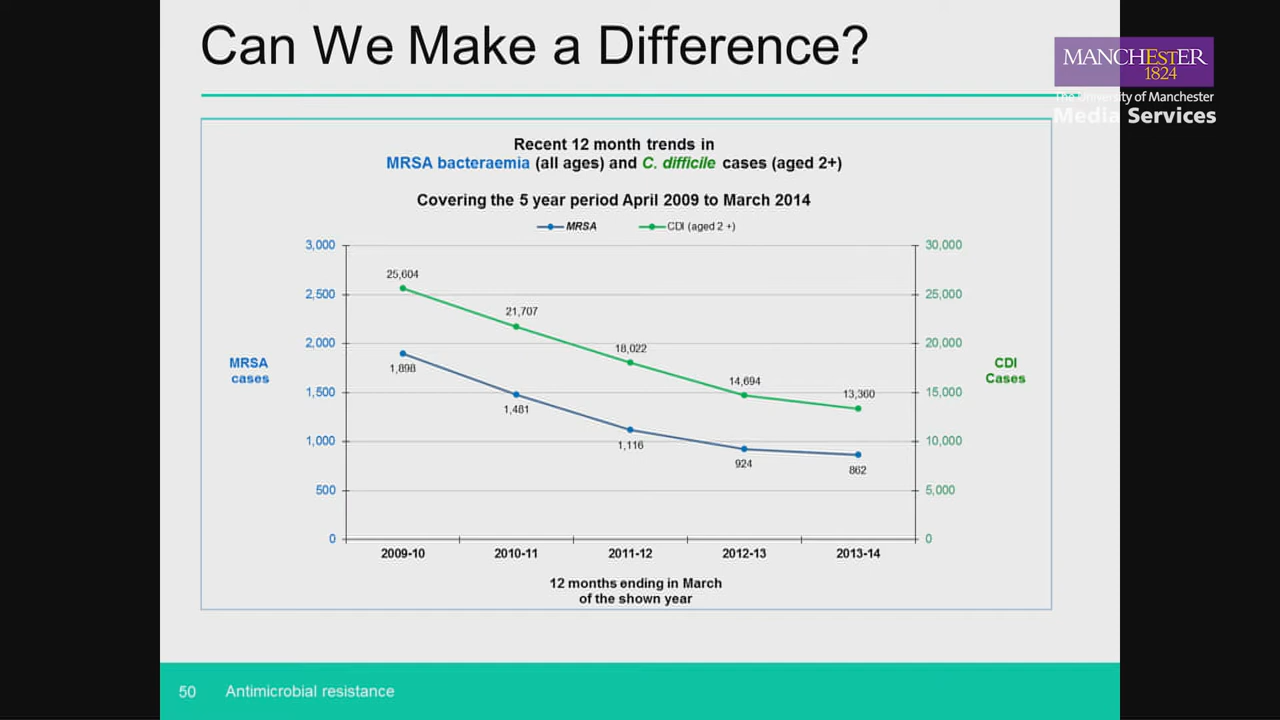 Can We Make a Difference?
MANCHESTER
1824
The University of Manchester
Media Services
Recent 12 month trends in
MRSA bacteraemia (all ages) and C. difficile cases (aged 2+)
Covering the 5 year period April 2009 to March 2014
MRSA CDI (aged 2 +)
3,000 30,000
25,604
2,500 25,000
21,707
2,000 20,000
18,022
MRSA
cases
CDI
Cases
1,898
14,694
1,500 15,000
13,360
1,481
1,000 10,000
1,116
924
862
500 5,000
0 0
2009-10 2010-11 2011-12 2012-13 2013-14
12 months ending in March
of the shown year
50 Antimicrobial resistance